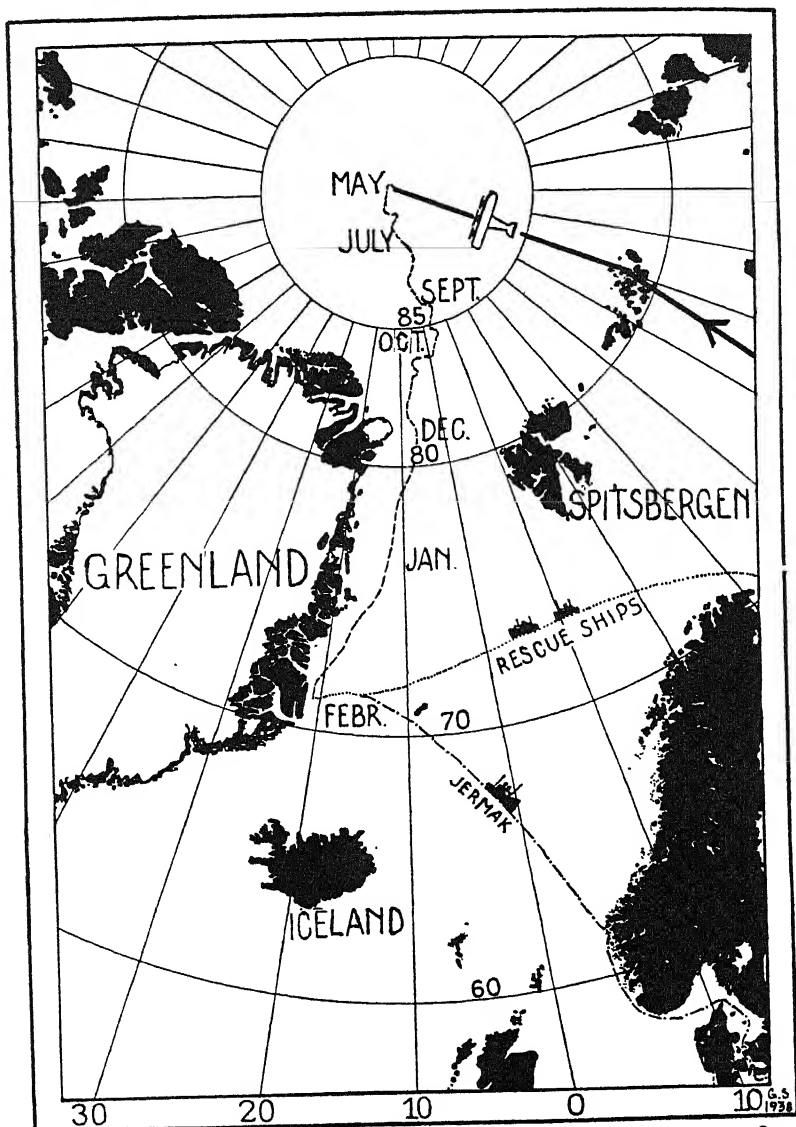 MAY
JULY
SEPT.
85
OCT.
DEC.
80
SPITSBERGEN
GREENLAND
JAN.
RESCUE SHIPS
FEBR.
70
JERMAK
ICELAND
60
30 20 10 0 10
G.S
1938